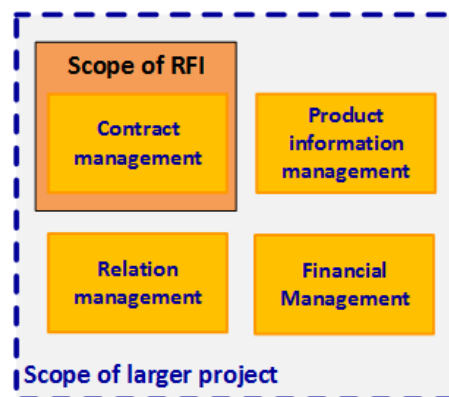 Scope of RFI
Contract
management
Product
information
management
Relation
management
Financial
Management
Scope of larger project